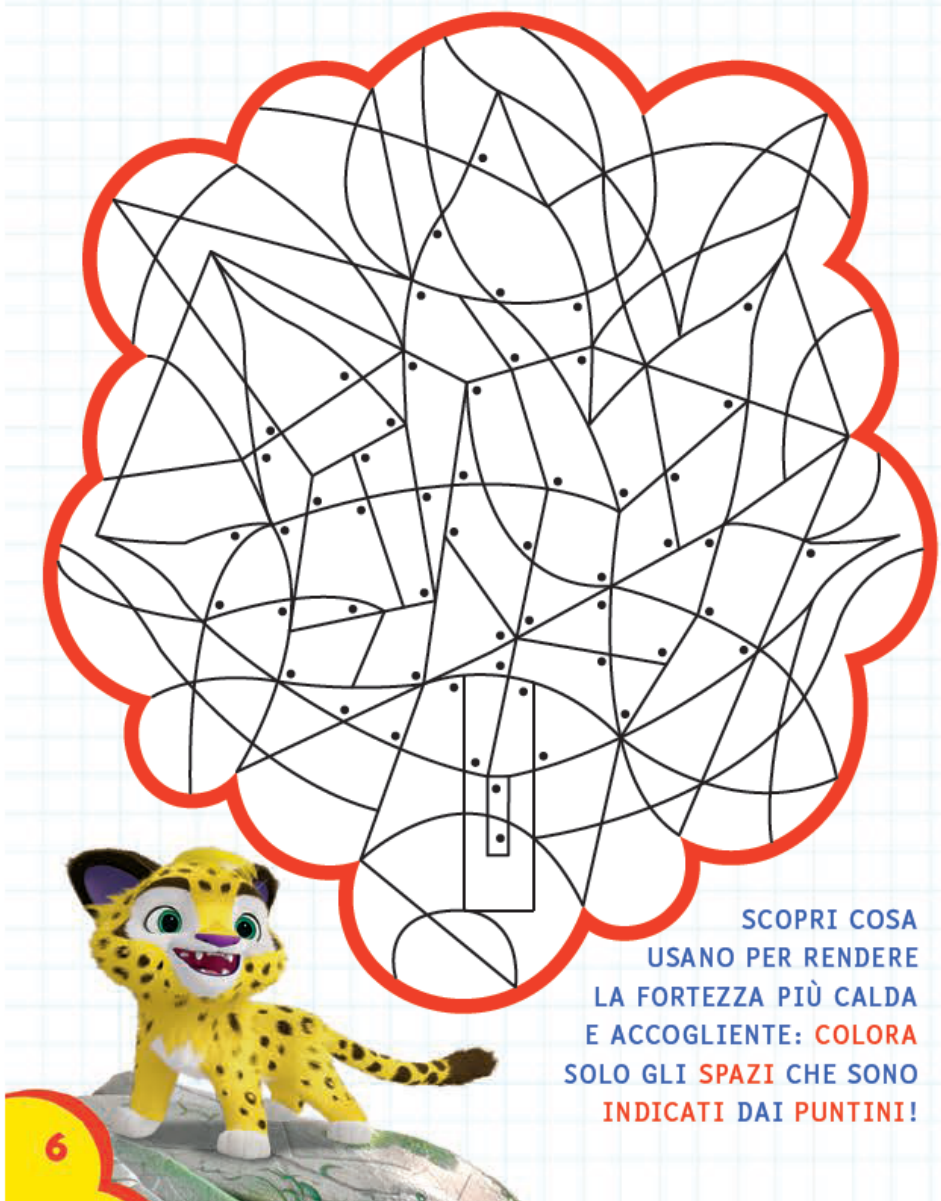 SCOPRI COSA
USANO PER RENDERE
LA FORTEZZA PIÙ CALDA
E ACCOGLIENTE: COLORA
SOLO GLI SPAZI CHE SONO
INDICATI DAI PUNTINI!
6